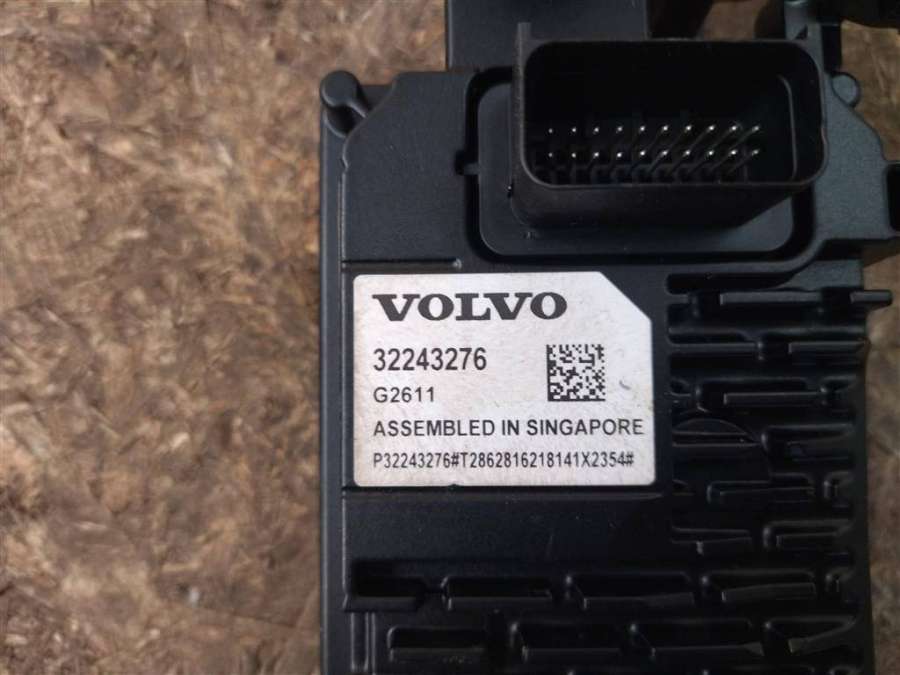 VOLVO
32243276
G2611
ASSEMBLED IN SINGAPORE
P32243276#T2862816218141X2354#